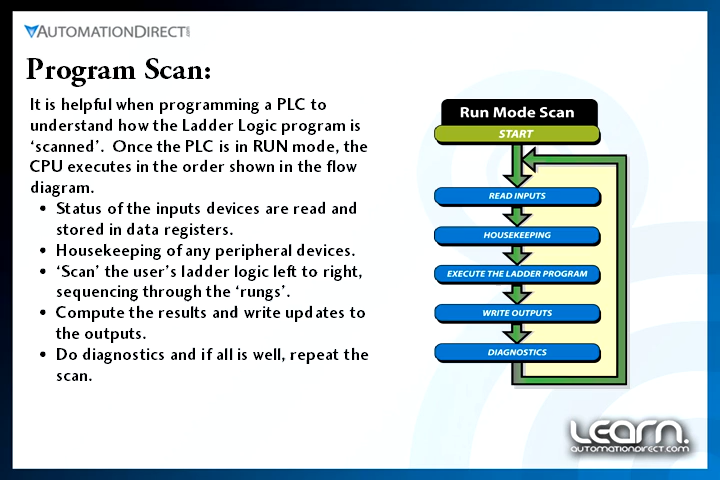 AUTOMATIONDIRECT
Program Scan:
It is helpful when programming a PLC to
understand how the Ladder Logic program is
‘scanned’. Once the PLC is in RUN mode, the
CPU executes in the order shown in the flow
diagram.
• Status of the inputs devices are read and
stored in data registers.
• Housekeeping of any peripheral devices.
• ‘Scan’ the user’s ladder logic left to right,
sequencing through the ‘rungs’.
• Compute the results and write updates to
the outputs.
• Do diagnostics and if all is well, repeat the
scan.
Run Mode Scan
START
READ INPUTS
HOUSEKEEPING
EXECUTE THE LADDER PROGRAM
WRITE OUTPUTS
DIAGNOSTICS
LEARN.
automationdirect.com